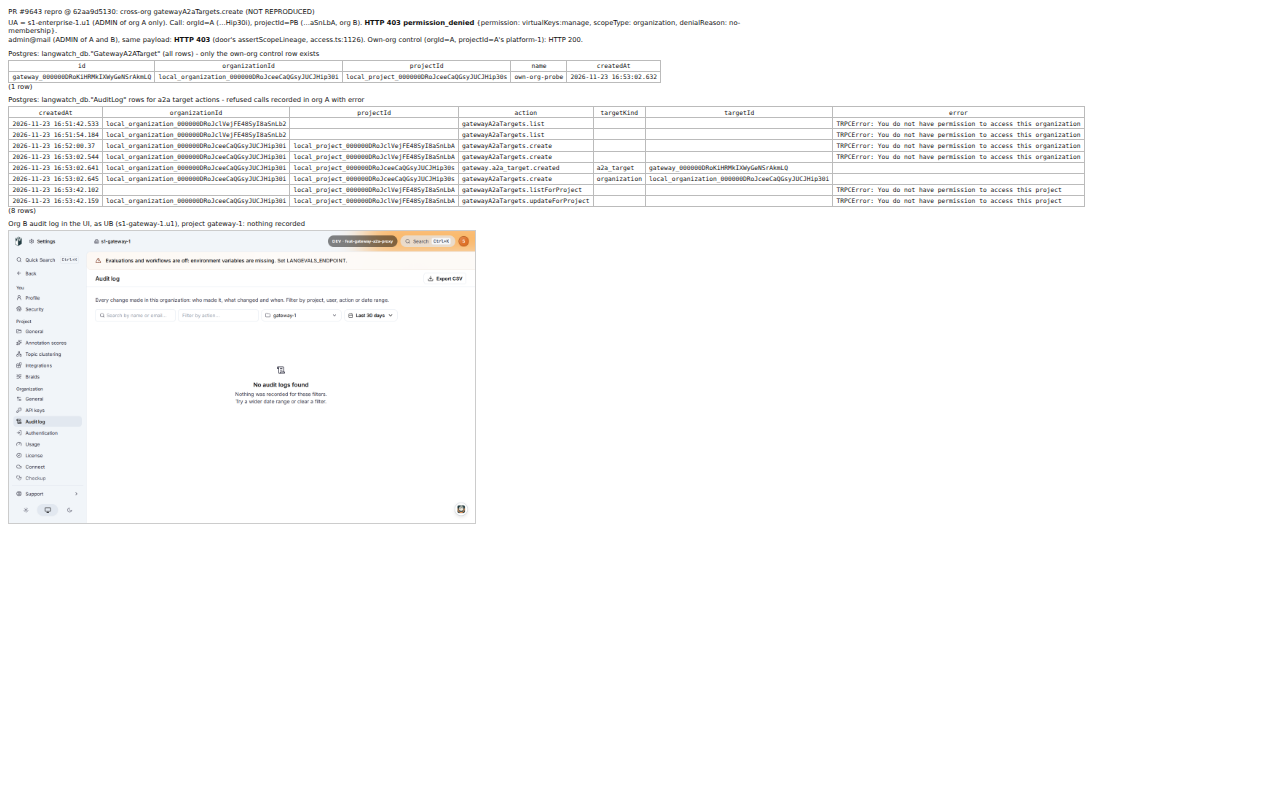 PR #9643 repro @ 62aa9d5130: cross-org gatewayA2aTargets.create (NOT REPRODUCED)
UA = s1-enterprise-1.u1 (ADMIN of org A only). Call: orgId=A (...Hip30i), projectId=PB (...aSnLbA, org B). HTTP 403 permission_denied {permission: virtualKeys:manage, scopeType: organization, denialReason: no-
membership}.
admin@mail (ADMIN of A and B), same payload: HTTP 403 (door's assertScopeLineage, access.ts:1126). Own-org control (orgId=A, projectId=A's platform-1): HTTP 200.
Postgres: langwatch_db."GatewayA2ATarget" (all rows) - only the own-org control row exists
id organizationId projectId name createdAt
gateway_000000DRoKiHRMkIXWyGeNSrAkmLQ local_organization_000000DRoJceeCaQGsyJUCJHip30i local_project_000000DRoJceeCaQGsyJUCJHip30s own-org-probe 2026-11-23 16:53:02.632
(1 row)
Postgres: langwatch_db."AuditLog" rows for a2a target actions - refused calls recorded in org A with error
createdAt organizationId projectId action targetKind targetId error
2026-11-23 16:51:42.533 local_organization_000000DRoJclVejFE48SyI8aSnLb2 gatewayA2aTargets.list TRPCError: You do not have permission to access this organization
2026-11-23 16:51:54.184 local_organization_000000DRoJclVejFE48SyI8aSnLb2 gatewayA2aTargets.list TRPCError: You do not have permission to access this organization
2026-11-23 16:52:00.37 local_organization_000000DRoJceeCaQGsyJUCJHip30i local_project_000000DRoJclVejFE48SyI8aSnLbA gatewayA2aTargets.create TRPCError: You do not have permission to access this organization
2026-11-23 16:53:02.544 local_organization_000000DRoJceeCaQGsyJUCJHip30i local_project_000000DRoJclVejFE48SyI8aSnLbA gatewayA2aTargets.create TRPCError: You do not have permission to access this organization
2026-11-23 16:53:02.641 local_organization_000000DRoJceeCaQGsyJUCJHip30i local_project_000000DRoJceeCaQGsyJUCJHip30s gateway.a2a_target.created a2a_target gateway_000000DRoKiHRMkIXWyGeNSrAkmLQ
2026-11-23 16:53:02.645 local_organization_000000DRoJceeCaQGsyJUCJHip30i local_project_000000DRoJceeCaQGsyJUCJHip30s gatewayA2aTargets.create organization local_organization_000000DRoJceeCaQGsyJUCJHip30i
2026-11-23 16:53:42.102 local_project_000000DRoJclVejFE48SyI8aSnLbA gatewayA2aTargets.listForProject TRPCError: You do not have permission to access this project
2026-11-23 16:53:42.159 local_organization_000000DRoJceeCaQGsyJUCJHip30i local_project_000000DRoJclVejFE48SyI8aSnLbA gatewayA2aTargets.updateForProject TRPCError: You do not have permission to access this project
(8 rows)
Org B audit log in the UI, as UB (s1-gateway-1.u1), project gateway-1: nothing recorded
Settings s1-gateway-1 Search Ctrl+K
Quick Search Ctrl+K
Evaluations and workflows are off: environment variables are missing. Set LANGEVALS_ENDPOINT.
Back
Audit log Export CSV
You
Profile
Security
Every change made in this organization: who made it, what changed and when. Filter by project, user, action or date range.
Search by name or email... Filter by action... gateway-1 Last 30 days
Project
General
Annotation scores
Topic clustering
Integrations
Braids
Organization
General
API keys
Audit log
Authentication
Usage
License
Connect
Checkup
Support
No audit logs found
Nothing was recorded for these filters.
Try a wider date range or clear a filter.